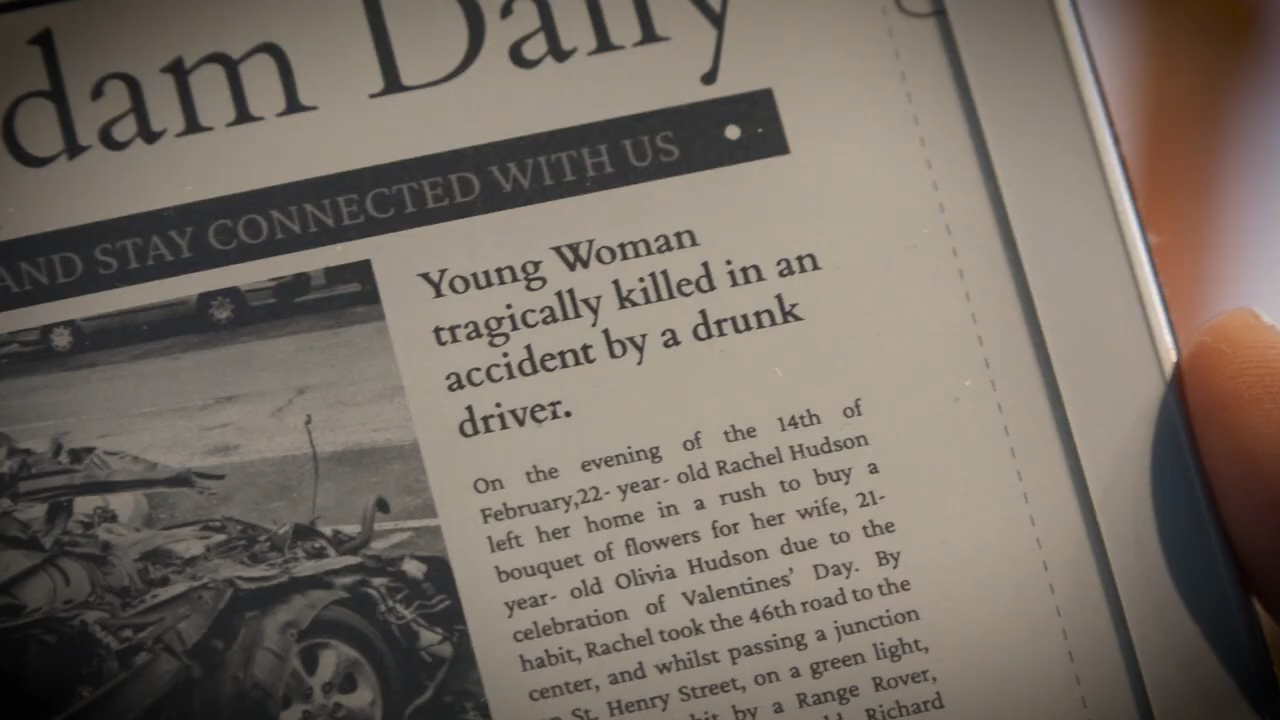 dam Daily
AND STAY CONNECTED WITH US
Young Woman
tragically killed in an
accident by a drunk
driver.
On the evening of the 14th of
February,22- year- old Rachel Hudson
left her home in a rush to buy a
bouquet of flowers for her wife, 21-
year- old Olivia Hudson due to the
celebration of Valentines' Day. By
habit, Rachel took the 46th road to the
center, and whilst passing a junction
St. Henry Street, on a green light,
hit by a Range Rover,
Richard